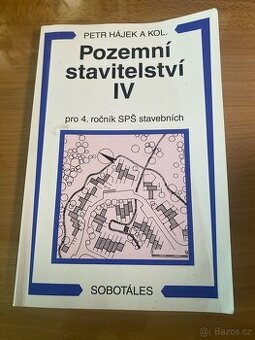 PETR HÁJEK A KOL.
Pozemní
stavitelství
IV
pro 4. ročník SPŠ stavebních
SOBOTÁLES
Bazos.cz